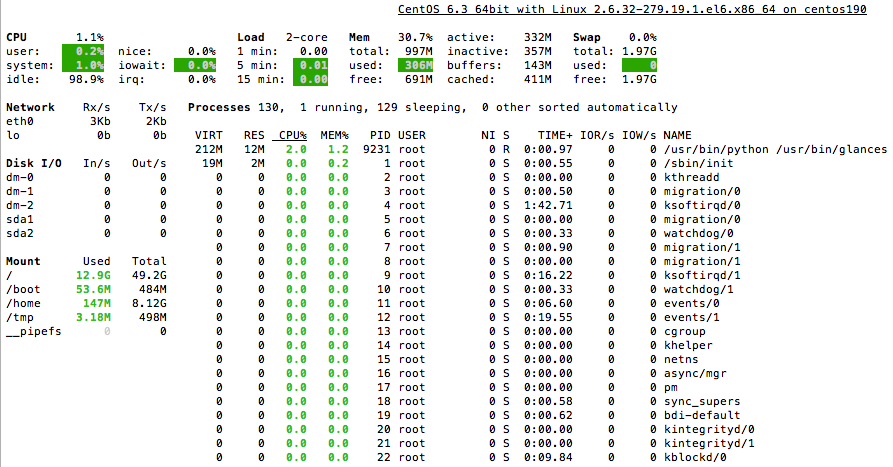 CentOS 6.3 64bit with Linux 2.6.32-279.19.1.el6.x86_64 on centos190
CPU 1.1% Load 2-core Mem 30.7% active: 332M Swap 0.0%
user: 0.2% nice: 0.0% 1 min: 0.00 total: 997M inactive: 357M total: 1.97G
system: 1.0% iowait: 0.0% 5 min: 0.01 used: 306M buffers: 143M used: 0
idle: 98.9% irq: 0.0% 15 min: 0.00 free: 691M cached: 411M free: 1.97G
Network Rx/s Tx/s Processes 130, 1 running, 129 sleeping, 0 other sorted automatically
eth0 3Kb 2Kb
lo 0b 0b VIRT RES CPU% MEM% PID USER NI S TIME+ IOR/s IOW/s NAME
212M 12M 2.0 1.2 9231 root 0 R 0:00.97 0 0 /usr/bin/python /usr/bin/glances
Disk I/O In/s Out/s 19M 2M 0.0 0.2 1 root 0 S 0:00.55 0 0 /sbin/init
dm-0 0 0 0 0 0.0 0.0 2 root 0 S 0:00.00 0 0 kthreadd
dm-1 0 0 0 0 0.0 0.0 3 root 0 S 0:00.50 0 0 migration/0
dm-2 0 0 0 0 0.0 0.0 4 root 0 S 1:42.71 0 0 ksoftirqd/0
sda1 0 0 0 0 0.0 0.0 5 root 0 S 0:00.00 0 0 migration/0
sda2 0 0 0 0 0.0 0.0 6 root 0 S 0:00.33 0 0 watchdog/0
0 0 0.0 0.0 7 root 0 S 0:00.90 0 0 migration/1
Mount Used Total 0 0 0.0 0.0 8 root 0 S 0:00.00 0 0 migration/1
/ 12.9G 49.2G 0 0 0.0 0.0 9 root 0 S 0:16.22 0 0 ksoftirqd/1
/boot 53.6M 484M 0 0 0.0 0.0 10 root 0 S 0:00.33 0 0 watchdog/1
/home 147M 8.12G 0 0 0.0 0.0 11 root 0 S 0:06.60 0 0 events/0
/tmp 3.18M 498M 0 0 0.0 0.0 12 root 0 S 0:19.55 0 0 events/1
__pipefs 0 0 0 0 0.0 0.0 13 root 0 S 0:00.00 0 0 cgroup
0 0 0.0 0.0 14 root 0 S 0:00.00 0 0 khelper
0 0 0.0 0.0 15 root 0 S 0:00.00 0 0 netns
0 0 0.0 0.0 16 root 0 S 0:00.00 0 0 async/mgr
0 0 0.0 0.0 17 root 0 S 0:00.00 0 0 pm
0 0 0.0 0.0 18 root 0 S 0:00.58 0 0 sync_supers
0 0 0.0 0.0 19 root 0 S 0:00.62 0 0 bdi-default
0 0 0.0 0.0 20 root 0 S 0:00.00 0 0 kintegrityd/0
0 0 0.0 0.0 21 root 0 S 0:00.00 0 0 kintegrityd/1
0 0 0.0 0.0 22 root 0 S 0:09.84 0 0 kblockd/0